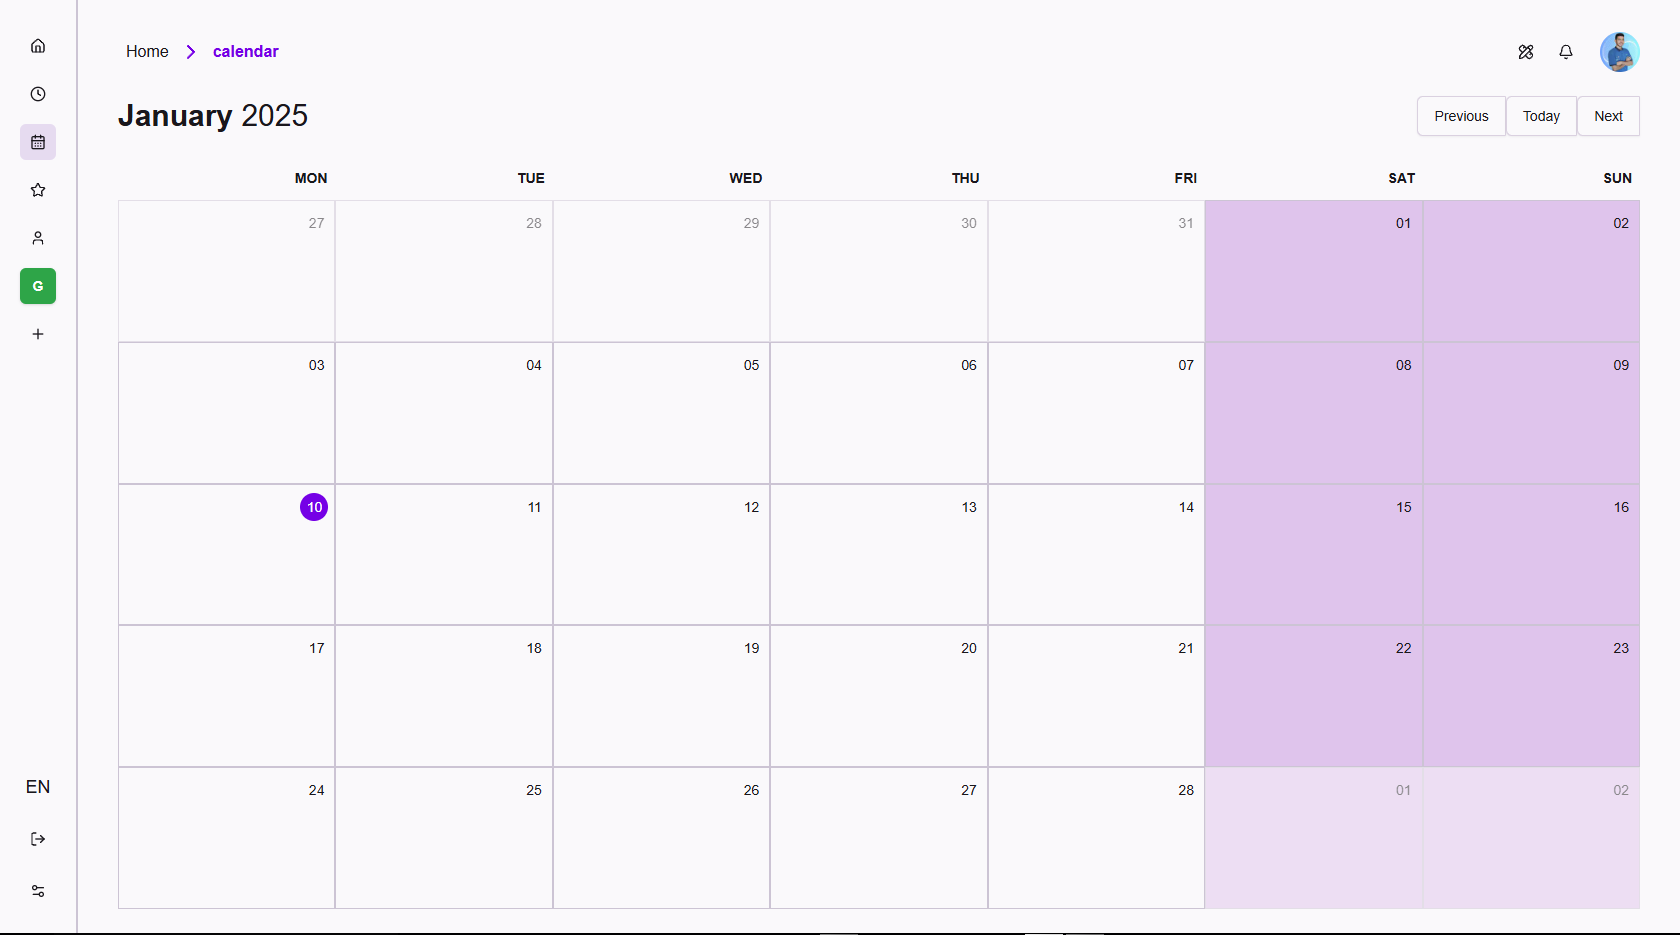 Home calendar
January 2025
Previous Today Next
MON TUE WED THU FRI SAT SUN
27 28 29 30 31 01 02
03 04 05 06 07 08 09
10 11 12 13 14 15 16
17 18 19 20 21 22 23
24 25 26 27 28 01 02
G
EN